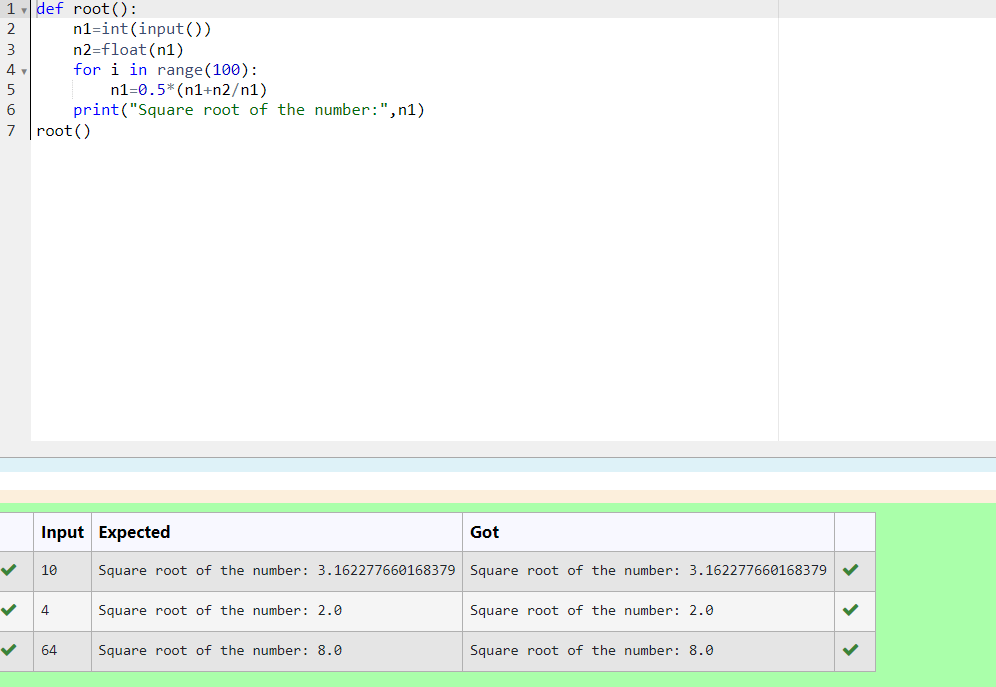 1 def root():
2     n1=int(input())
3     n2=float(n1)
4     for i in range(100):
5         n1=0.5*(n1+n2/n1)
6     print("Square root of the number:",n1)
7 root()
Input Expected Got
10 Square root of the number: 3.162277660168379 Square root of the number: 3.162277660168379
4 Square root of the number: 2.0 Square root of the number: 2.0
64 Square root of the number: 8.0 Square root of the number: 8.0